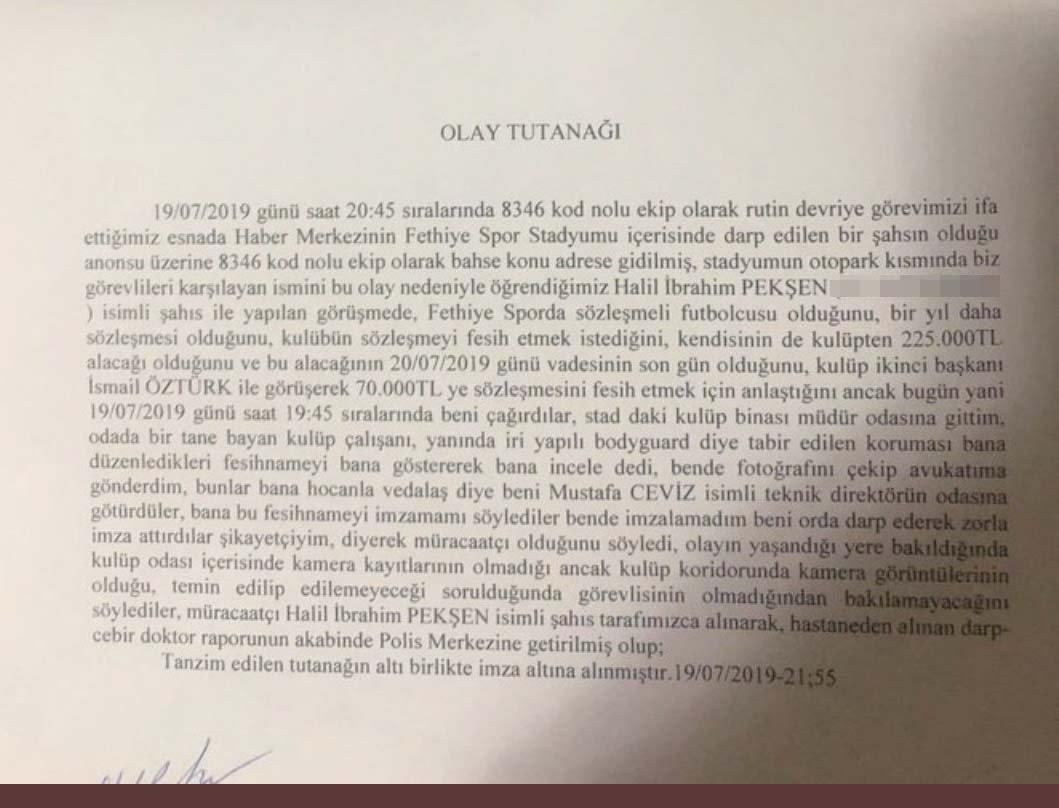 OLAY TUTANAĞI
19/07/2019 günü saat 20:45 sıralarında 8346 kod nolu ekip olarak rutin devriye görevimizi ifa
ettiğimiz esnada Haber Merkezinin Fethiye Spor Stadyumu içerisinde darp edilen bir şahsın olduğu
anonsu üzerine 8346 kod nolu ekip olarak bahse konu adrese gidilmiş, stadyumun otopark kısmında biz
görevlileri karşılayan ismini bu olay nedeniyle öğrendiğimiz Halil İbrahim PEKŞEN (
) isimli şahıs ile yapılan görüşmede, Fethiye Sporda sözleşmeli futbolcusu olduğunu, bir yıl daha
sözleşmesi olduğunu, kulübün sözleşmeyi fesih etmek istediğini, kendisinin de kulüpten 225.000TL
alacağı olduğunu ve bu alacağının 20/07/2019 günü vadesinin son gün olduğunu, kulüp ikinci başkanı
İsmail ÖZTÜRK ile görüşerek 70.000TL ye sözleşmesini fesih etmek için anlaştığını ancak bugün yani
19/07/2019 günü saat 19:45 sıralarında beni çağırdılar, stad daki kulüp binası müdür odasına gittim,
odada bir tane bayan kulüp çalışanı, yanında iri yapılı bodyguard diye tabir edilen koruması bana
düzenledikleri fesihnameyi bana göstererek bana incele dedi, bende fotoğrafını çekip avukatıma
gönderdim, bunlar bana hocanla vedalaş diye beni Mustafa CEVİZ isimli teknik direktörün odasına
götürdüler, bana bu fesihnameyi imzamamı söylediler bende imzalamadım beni orda darp ederek zorla
imza attırdılar şikayetçiyim, diyerek müracaatçı olduğunu söyledi, olayın yaşandığı yere bakıldığında
kulüp odası içerisinde kamera kayıtlarının olmadığı ancak kulüp koridorunda kamera görüntülerinin
olduğu, temin edilip edilemeyeceği sorulduğunda görevlisinin olmadığından bakılamayacağını
söylediler, müracaatçı Halil İbrahim PEKŞEN isimli şahıs tarafımızca alınarak, hastaneden alınan darp-
cebir doktor raporunun akabinde Polis Merkezine getirilmiş olup;
Tanzim edilen tutanağın altı birlikte imza altına alınmıştır.19/07/2019-21;55